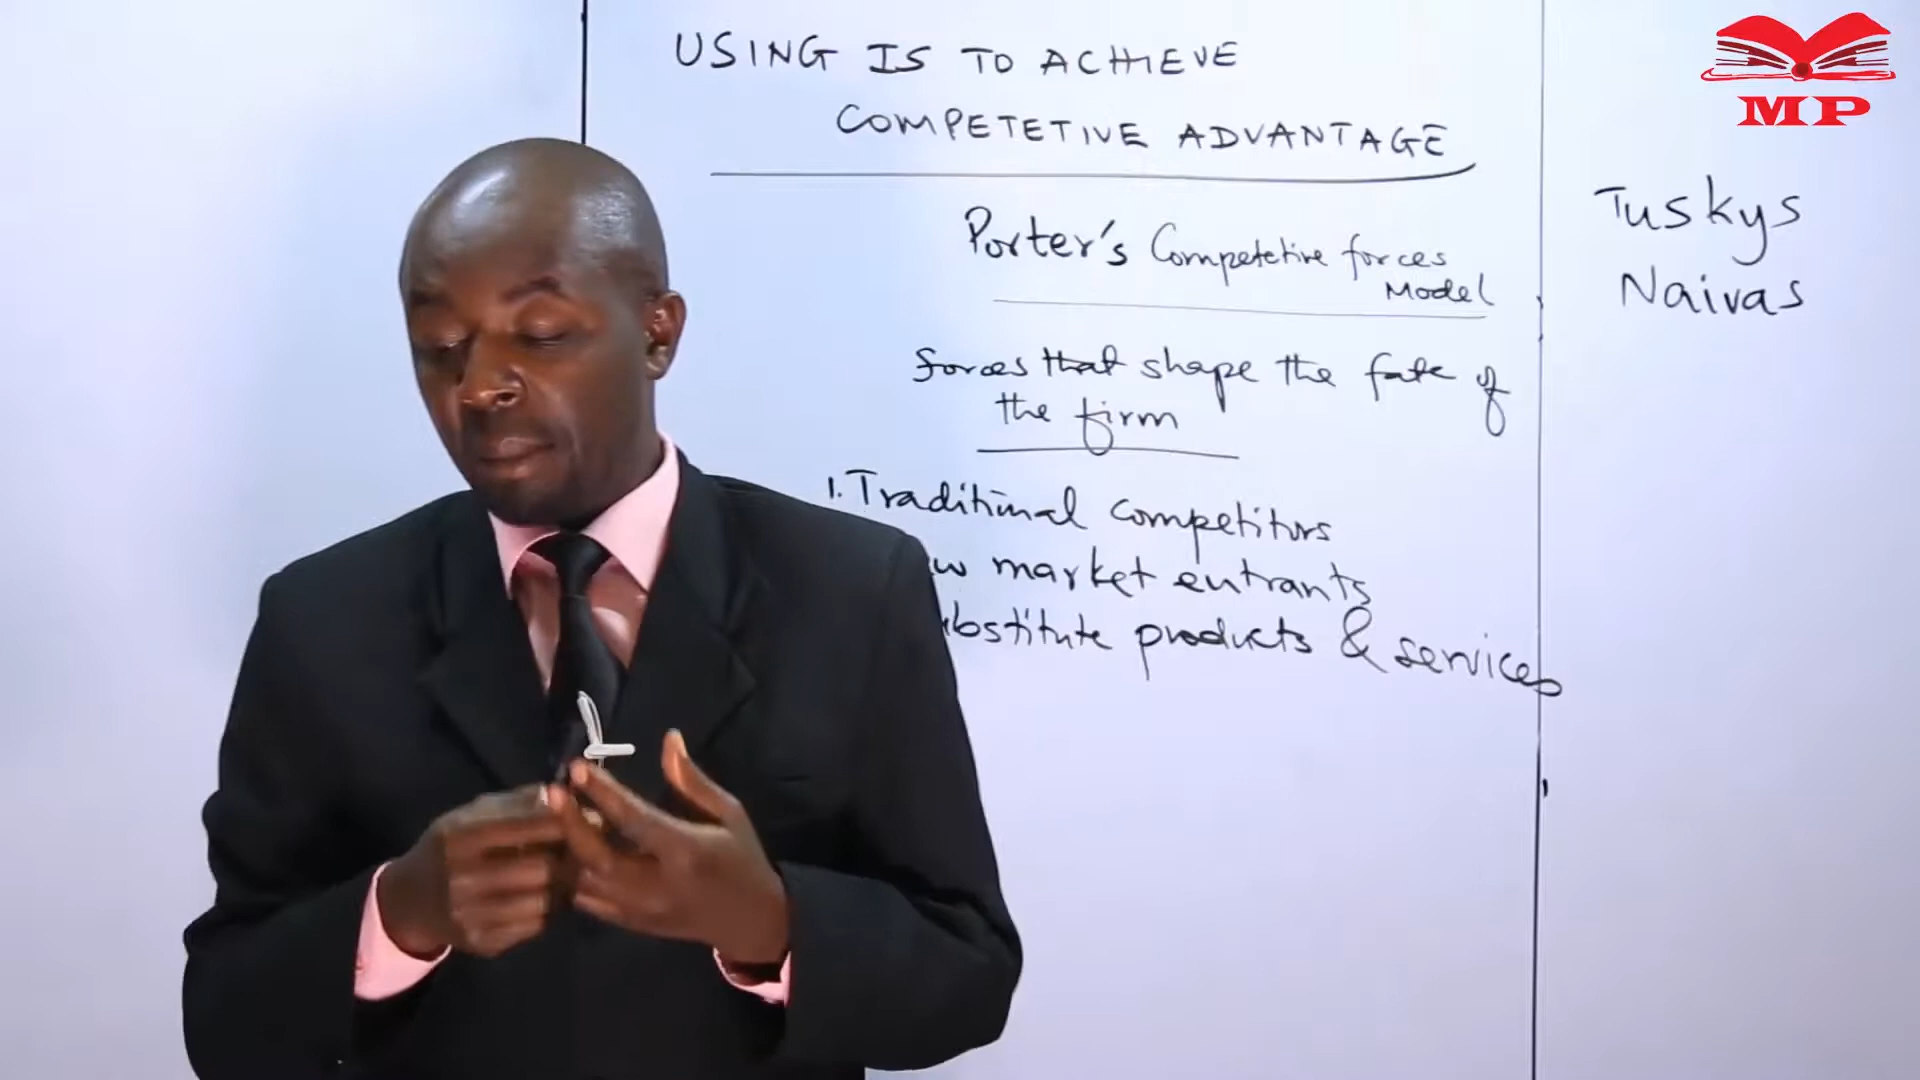 USING IS TO ACHIEVE
COMPETETIVE ADVANTAGE
Porter's Competetive forces
Model
forces that shape the fate of
the firm
1. Traditional competitors
market entrants
products & services
Tuskys
Naivas
MP